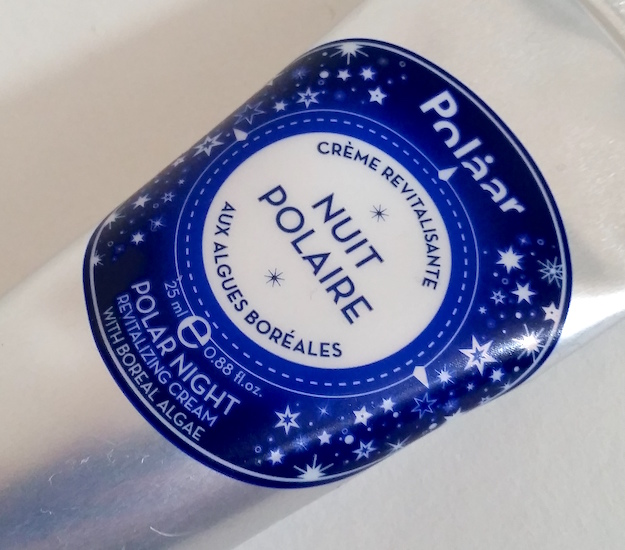 Polåar
CRÈME REVITALISANTE
NUIT
POLAIRE
AUX ALGUES BORÉALES
25 ml e 0.88 fl.oz.
POLAR NIGHT
REVITALIZING CREAM
WITH BOREAL ALGAE